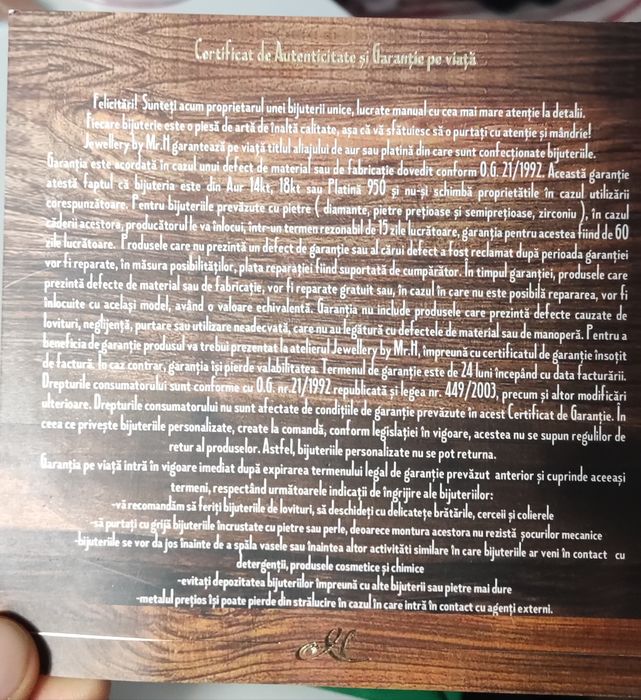 Certificat de Autenticitate și Garanție pe viață
Felicitări! Sunteți acum proprietarul unei bijuterii unice, lucrate manual cu cea mai mare atenție la detalii.
Fiecare bijuterie este o piesă de artă de înaltă calitate, așa că vă sfătuiesc să o purtați cu atenție și mândrie!
Jewellery by Mr.H garantează pe viață titlul aliajului de aur sau platină din care sunt confecționate bijuteriile.
Garanția este acordată în cazul unui defect de material sau de fabricație dovedit conform O.G. 21/1992. Această garanție
atestă faptul că bijuteria este din Aur 14kt, 18kt sau Platină 950 și nu-și schimbă proprietățile în cazul utilizării
corespunzătoare. Pentru bijuteriile prevăzute cu pietre ( diamante, pietre prețioase și semiprețioase, zirconiu ), în cazul
căderii acestora, producătorul le va înlocui, într-un termen rezonabil de 15 zile lucrătoare, garanția pentru acestea fiind de 60
zile lucrătoare. Produsele care nu prezintă un defect de garanție sau al cărui defect a fost reclamat după perioada garanției
vor fi reparate, în măsura posibilităților, plata reparației fiind suportată de cumpărător. În timpul garanției, produsele care
prezintă defecte de material sau de fabricație, vor fi reparate gratuit sau, în cazul în care nu este posibilă repararea, vor fi
înlocuite cu același model, având o valoare echivalentă. Garanția nu include produsele care prezintă defecte cauzate de
lovituri, neglijență, purtare sau utilizare neadecvată, care nu au legătură cu defectele de material sau de manoperă. Pentru a
beneficia de garanție produsul va trebui prezentat la atelierul Jewellery by Mr.H, împreună cu certificatul de garanție însoțit
de factură. În caz contrar, garanția își pierde valabilitatea. Termenul de garanție este de 24 luni începând cu data facturării.
Drepturile consumatorului sunt conforme cu O.G. nr.21/1992 republicată și legea nr. 449/2003, precum și altor modificări
ulterioare. Drepturile consumatorului nu sunt afectate de condițiile de garanție prevăzute în acest Certificat de Garanție. În
ceea ce privește bijuteriile personalizate, create la comandă, conform legislației în vigoare, acestea nu se supun regulilor de
retur al produselor. Astfel, bijuteriile personalizate nu se pot returna.
Garanția pe viață intră în vigoare imediat după expirarea termenului legal de garanție prevăzut anterior și cuprinde aceeași
termeni, respectând următoarele indicații de îngrijire ale bijuteriilor:
-vă recomandăm să feriți bijuteriile de lovituri, să deschideți cu delicatețe brățările, cerceii și colierele
-să purtați cu grijă bijuteriile încrustate cu pietre sau perle, deoarece montura acestora nu rezistă șocurilor mecanice
-bijuteriile se vor da jos înainte de a spăla vasele sau înaintea altor activități similare în care bijuteriile ar veni în contact cu
detergenții, produsele cosmetice și chimice
-evitați depozitatea bijuteriilor împreună cu alte bijuterii sau pietre mai dure
-metalul prețios își poate pierde din strălucire în cazul în care intră în contact cu agenți externi.